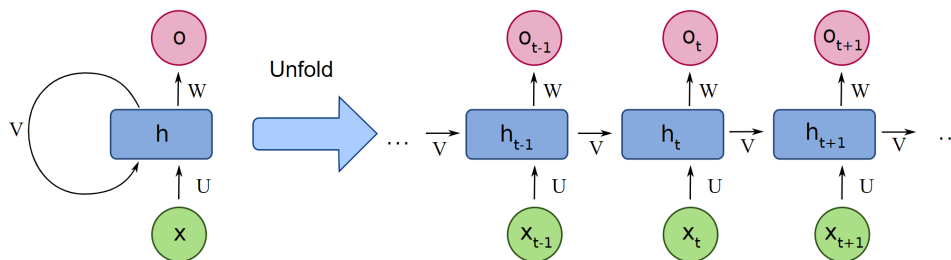 o o_{t-1} o_t o_{t+1}
Unfold
W W W W
V h ... h_{t-1} h_t h_{t+1} ...
V V V V
U U U U
x x_{t-1} x_t x_{t+1}